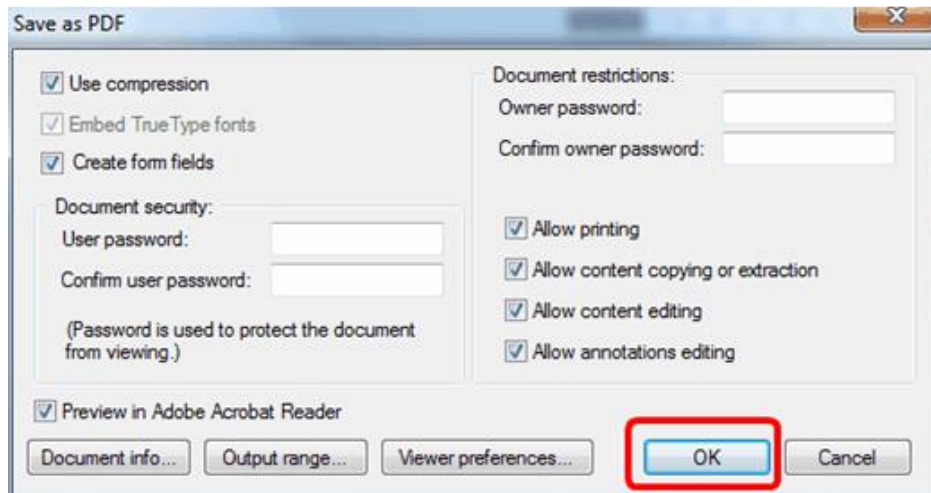 Save as PDF
Use compression
Embed TrueType fonts
Create form fields
Document security:
User password:
Confirm user password:
(Password is used to protect the document
from viewing.)
Document restrictions:
Owner password:
Confirm owner password:
Allow printing
Allow content copying or extraction
Allow content editing
Allow annotations editing
Preview in Adobe Acrobat Reader
Document info... Output range... Viewer preferences... OK Cancel